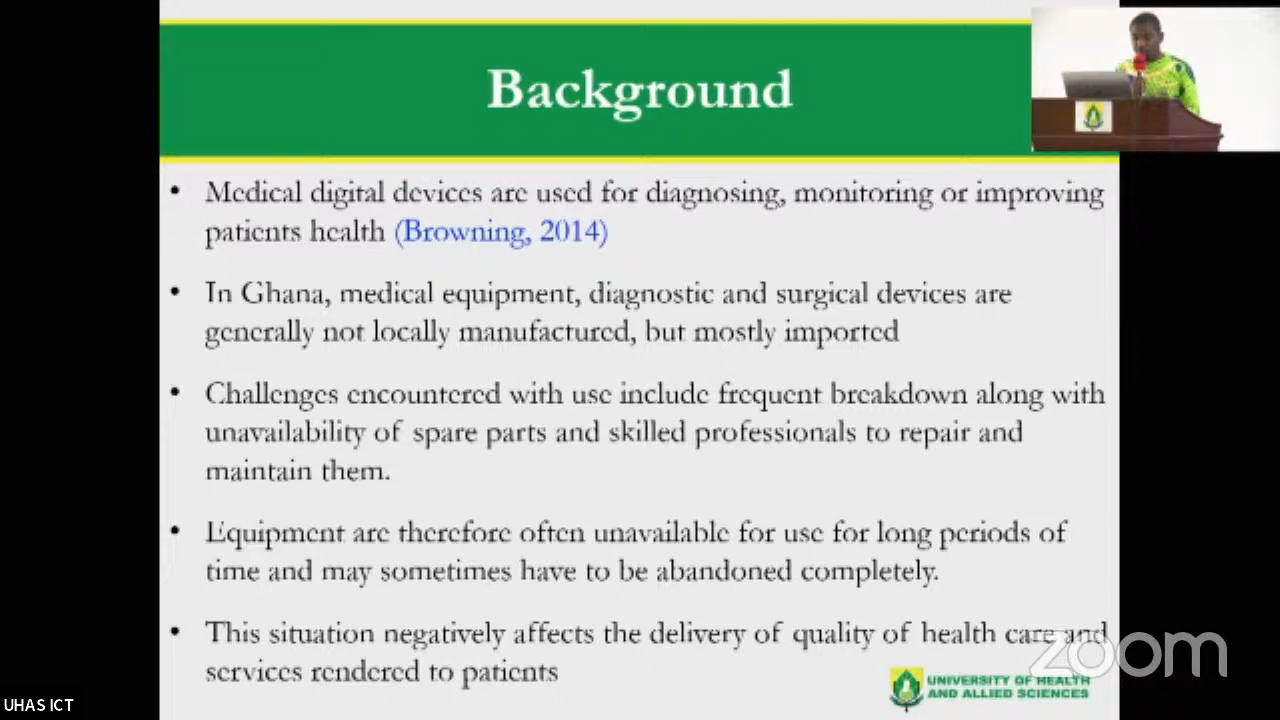 Background
• Medical digital devices are used for diagnosing, monitoring or improving
patients health (Browning, 2014)
• In Ghana, medical equipment, diagnostic and surgical devices are
generally not locally manufactured, but mostly imported
• Challenges encountered with use include frequent breakdown along with
unavailability of spare parts and skilled professionals to repair and
maintain them.
• Equipment are therefore often unavailable for use for long periods of
time and may sometimes have to be abandoned completely.
• This situation negatively affects the delivery of quality of health care and
services rendered to patients
zoom
UNIVERSITY OF HEALTH
AND ALLIED SCIENCES
UHAS ICT